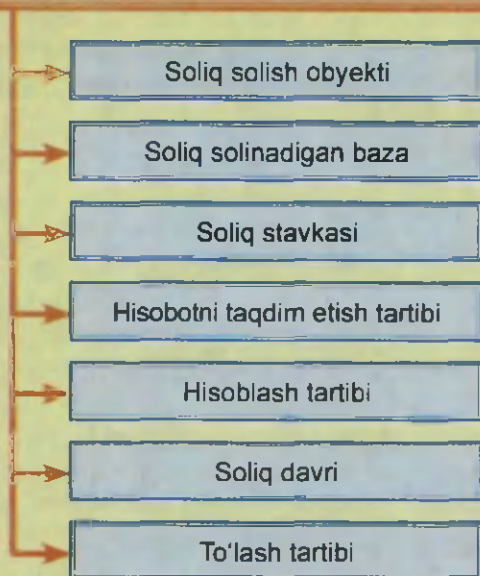 Soliq solish obyekti
Soliq solinadigan baza
Soliq stavkasi
Hisobotni taqdim etish tartibi
Hisoblash tartibi
Soliq davri
To‘lash tartibi